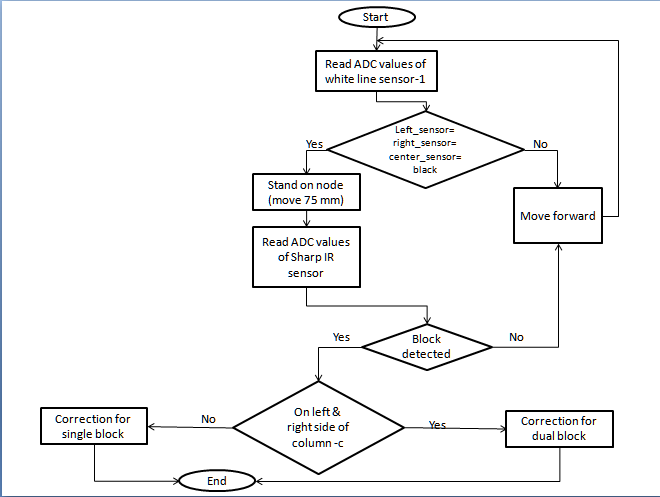 Start
Read ADC values of
white line sensor-1
Left_sensor=
right_sensor=
center_sensor=
black
Yes
No
Stand on node
(move 75 mm)
Move forward
Read ADC values
of Sharp IR
sensor
Block
detected
Yes
No
On left &
right side of
column -c
No
Yes
Correction for
single block
Correction for
dual block
End